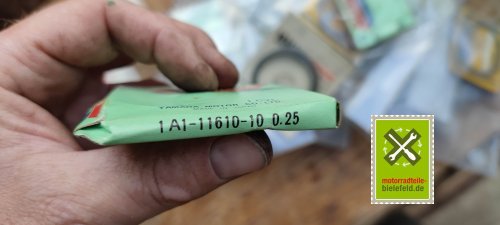 YAMAHA MOTOR CO., LTD.
1A1-11610-10 0.25
motorradteile-
bielefeld.de